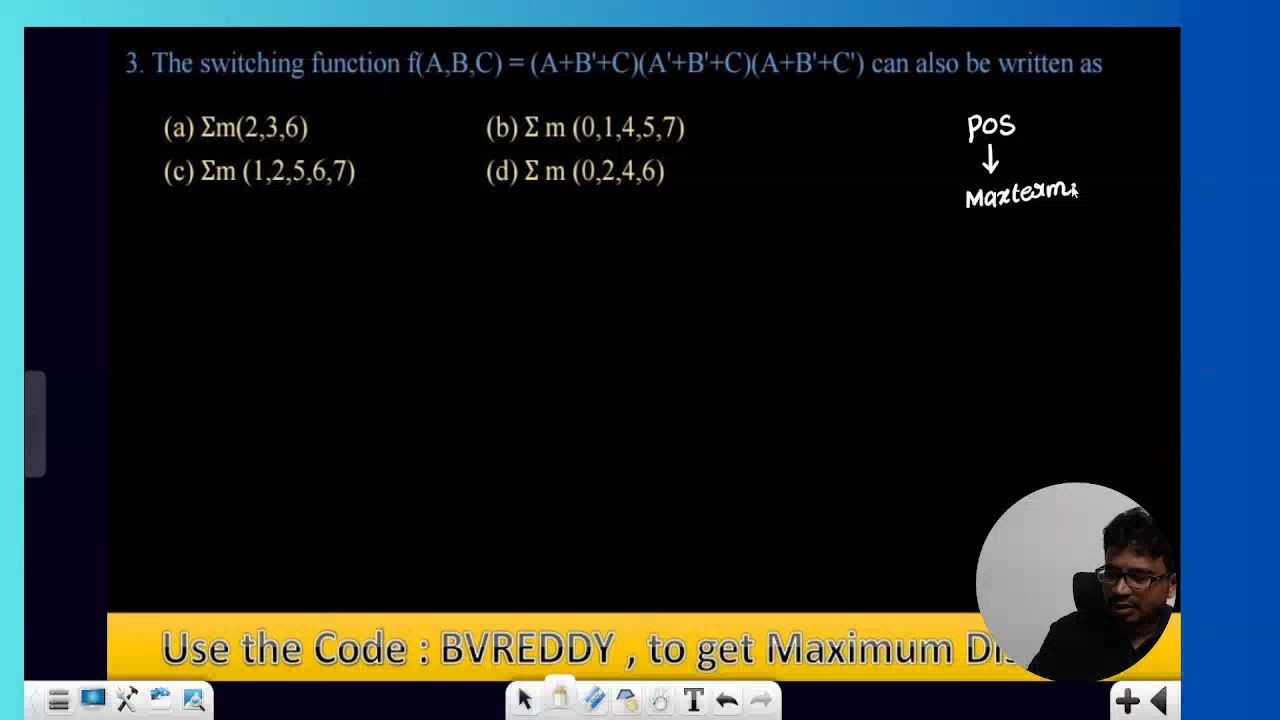 3. The switching function f(A,B,C) = (A+B'+C)(A'+B'+C)(A+B'+C') can also be written as
(a) Σm(2,3,6) (b) Σ m (0,1,4,5,7)
(c) Σm (1,2,5,6,7) (d) Σ m (0,2,4,6)
POS
↓
Maxterm
Use the Code : BVREDDY , to get Maximum Dis
T